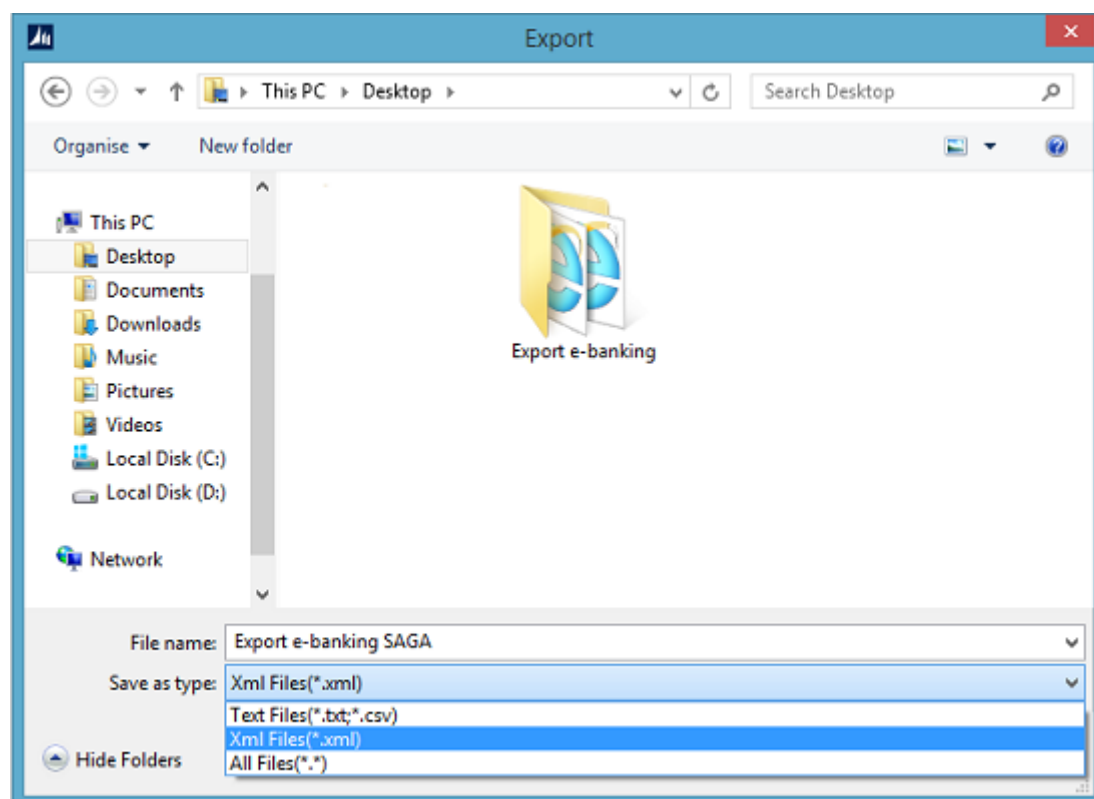 Export
This PC Desktop
Search Desktop
Organise
New folder
This PC
Desktop
Documents
Downloads
Music
Pictures
Videos
Local Disk (C:)
Local Disk (D:)
Network
Export e-banking
File name: Export e-banking SAGA
Save as type: Xml Files(*.xml)
Text Files(*.txt;*.csv)
Xml Files(*.xml)
All Files(*.*)
Hide Folders